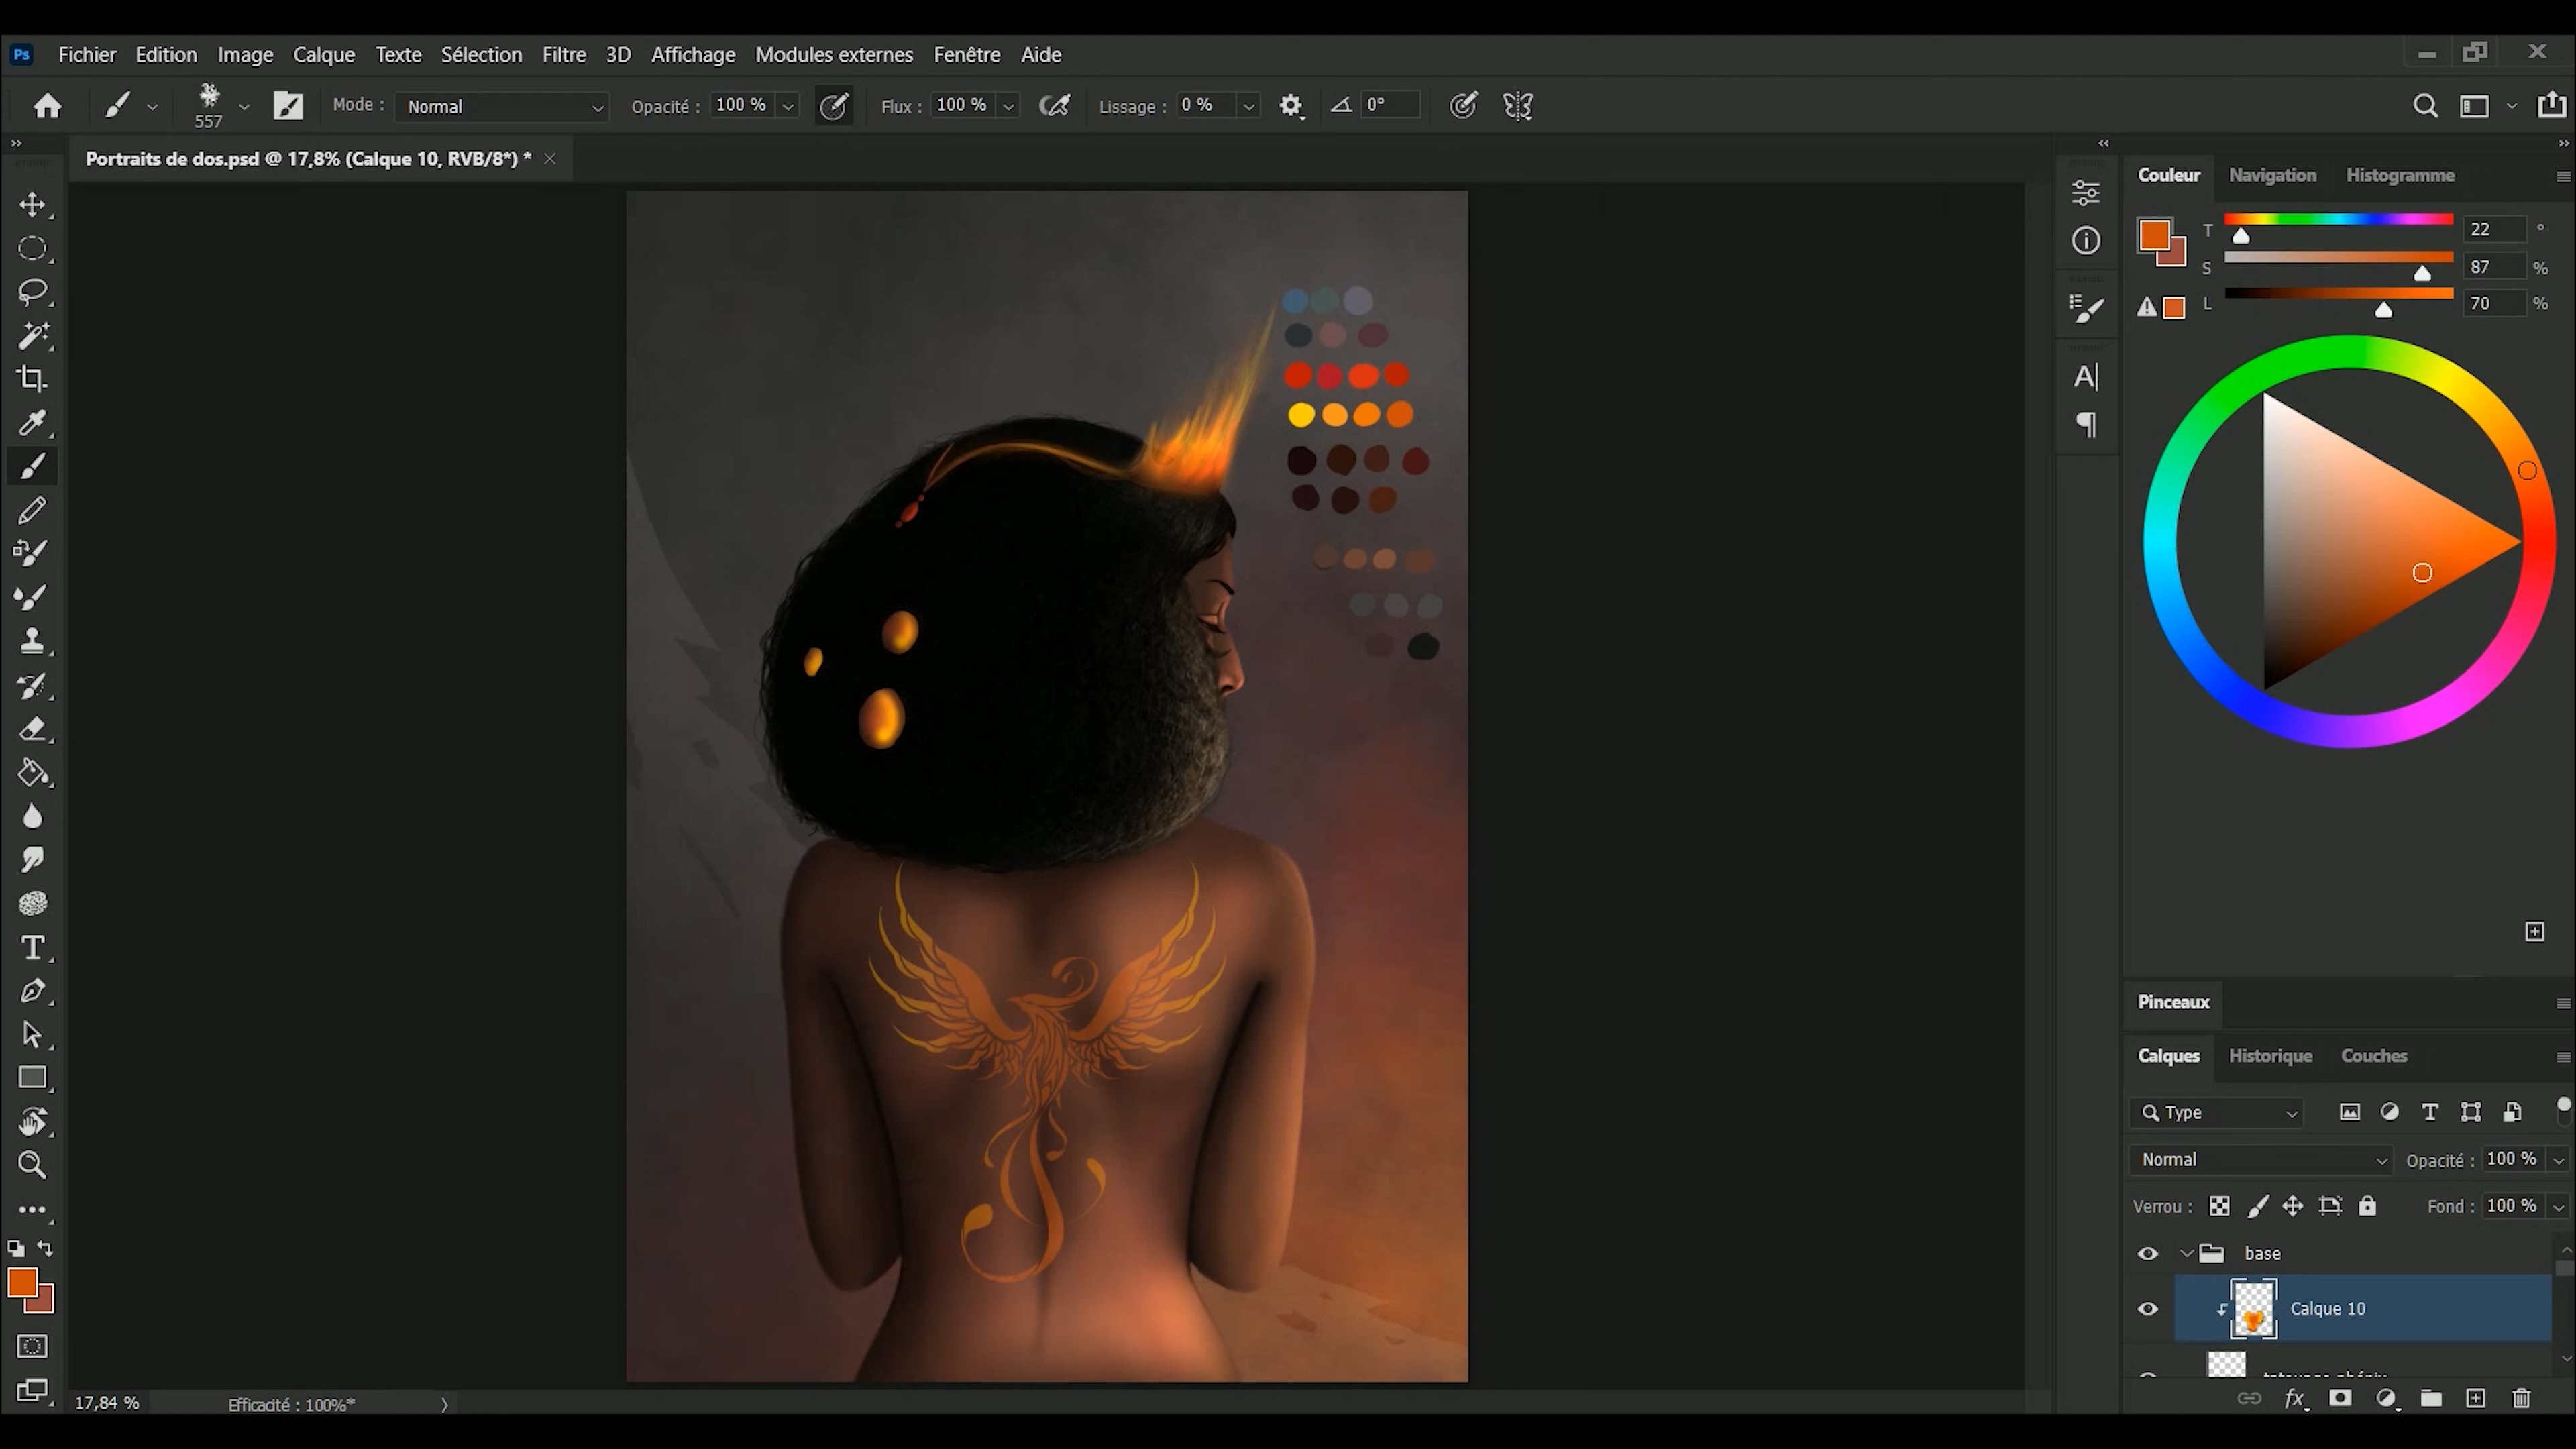 Ps Fichier Edition Image Calque Texte Sélection Filtre 3D Affichage Modules externes Fenêtre Aide
557 Mode : Normal Opacité : 100 % Flux : 100 % Lissage : 0 % 0°
Portraits de dos.psd @ 17,8% (Calque 10, RVB/8*) *
Couleur Navigation Histogramme
T 22 °
S 87 %
L 70 %
Pinceaux
Calques Historique Couches
Type
Normal Opacité : 100 %
Verrou : Fond : 100 %
base
Calque 10
17,84 % Efficacité : 100%*